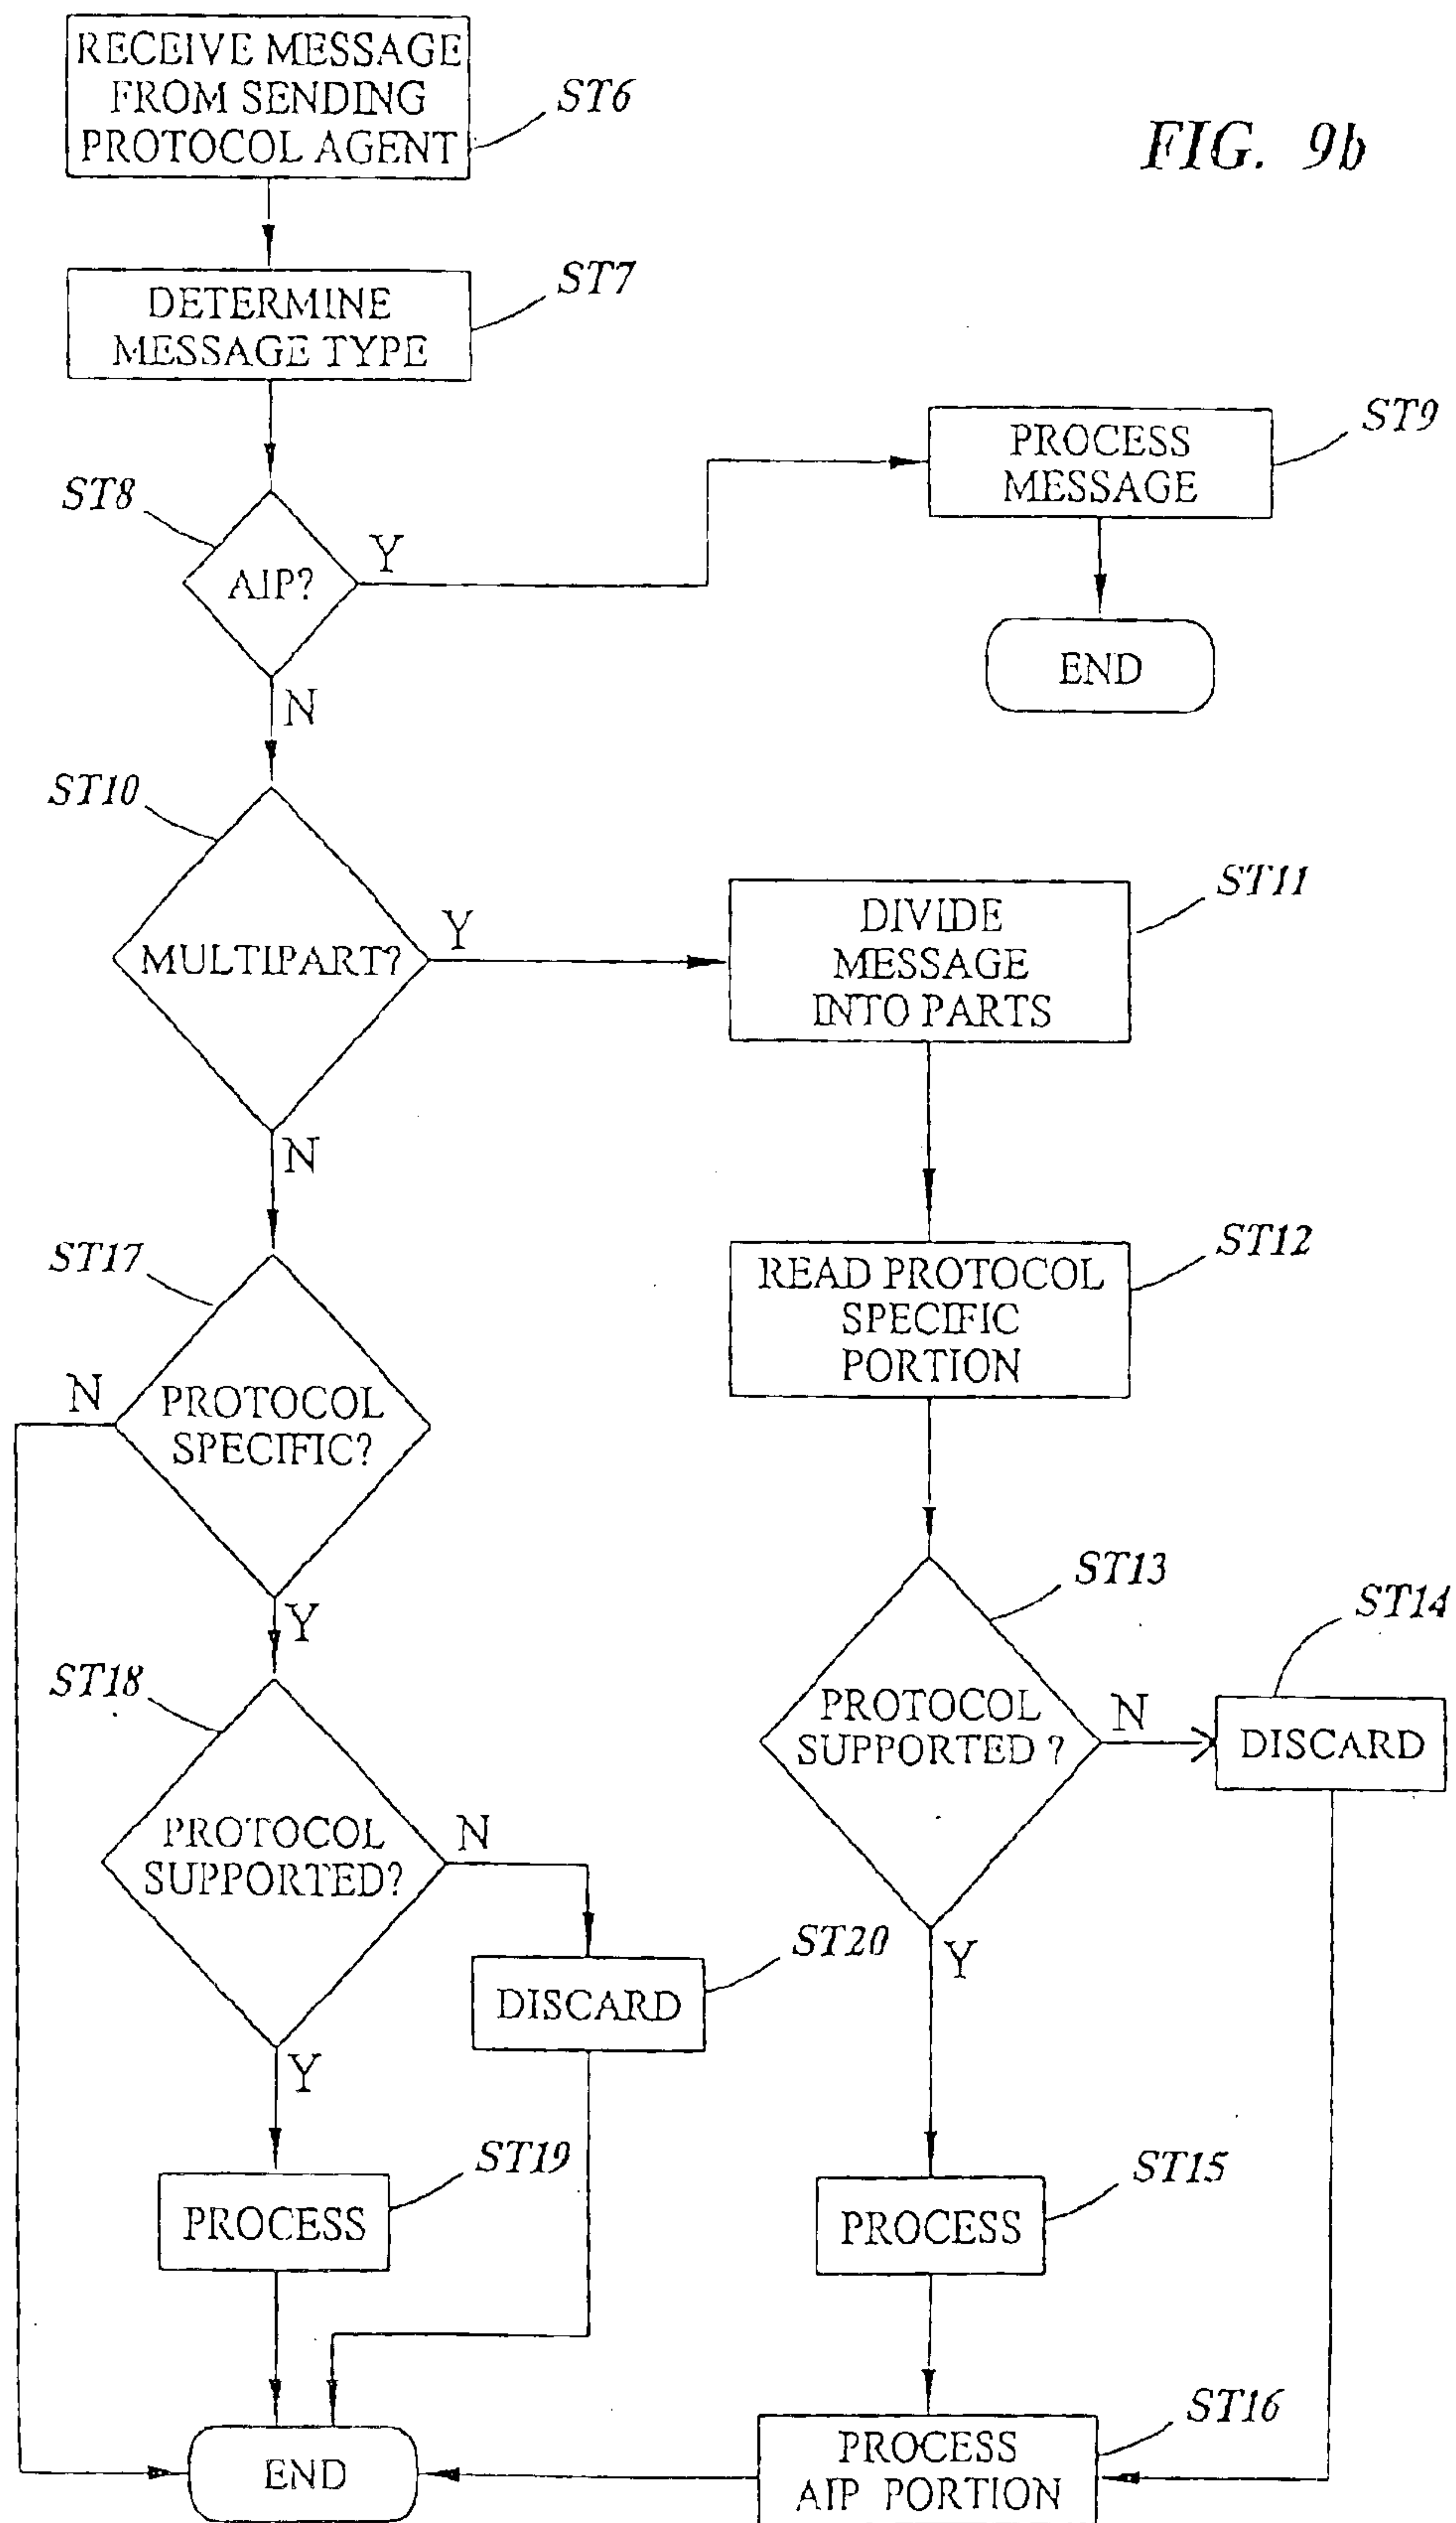 RECEIVE MESSAGE
FROM SENDING
PROTOCOL AGENT
ST6
FIG. 9b
DETERMINE
MESSAGE TYPE
ST7
ST8
AIP?
Y
N
PROCESS
MESSAGE
ST9
END
ST10
MULTIPART?
Y
N
DIVIDE
MESSAGE
INTO PARTS
ST11
READ PROTOCOL
SPECIFIC
PORTION
ST12
ST17
PROTOCOL
SPECIFIC?
N
Y
ST13
PROTOCOL
SUPPORTED ?
N
Y
ST14
DISCARD
ST18
PROTOCOL
SUPPORTED?
N
Y
ST20
DISCARD
ST19
PROCESS
ST15
PROCESS
ST16
PROCESS
AIP PORTION
END